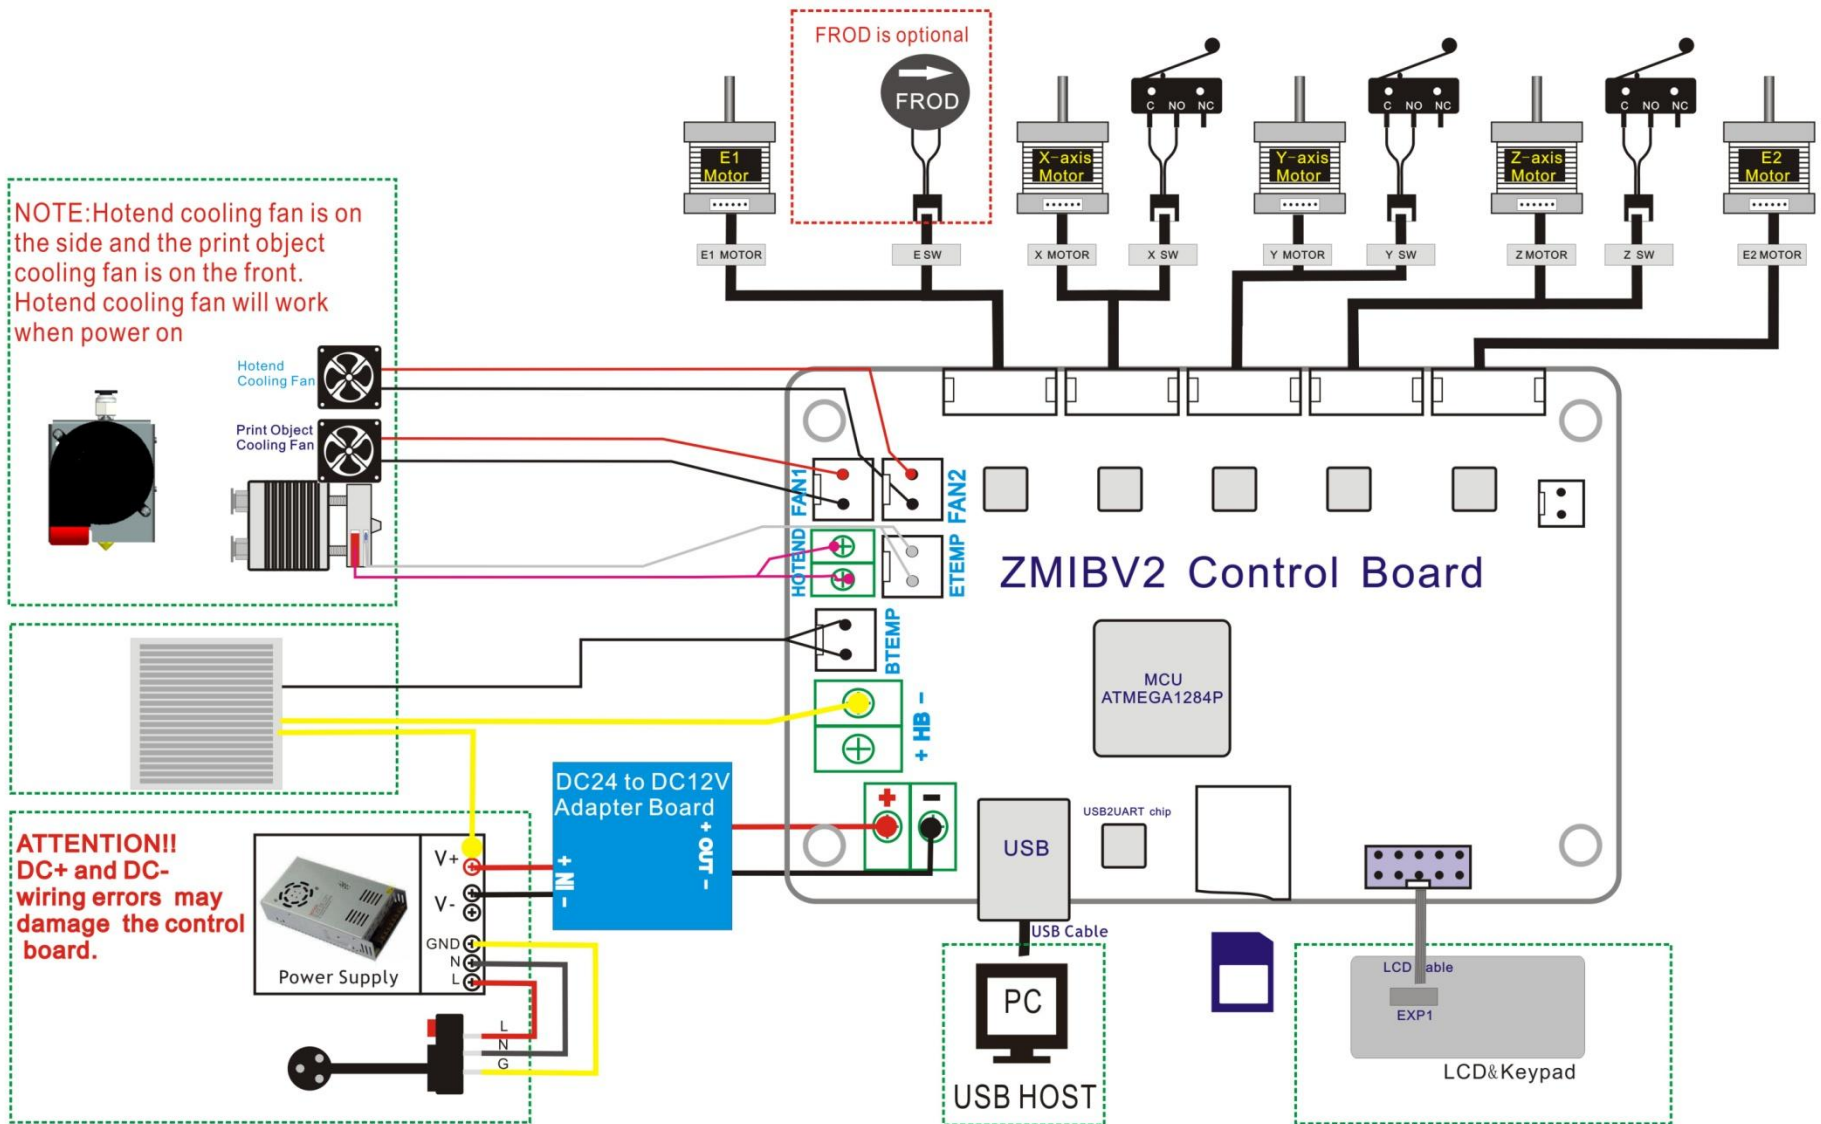 FROD is optional
FROD
C NO NC
C NO NC
C NO NC
E1
Motor
X-axis
Motor
Y-axis
Motor
Z-axis
Motor
E2
Motor
E1 MOTOR
E SW
X MOTOR
X SW
Y MOTOR
Y SW
Z MOTOR
Z SW
E2 MOTOR
NOTE:Hotend cooling fan is on
the side and the print object
cooling fan is on the front.
Hotend cooling fan will work
when power on
Hotend
Cooling Fan
Print Object
Cooling Fan
FAN1
FAN2
HOTEND
ETEMP
ZMIBV2 Control Board
BTEMP
MCU
ATMEGA1284P
+ HB -
DC24 to DC12V
Adapter Board
+ OUT -
+ IN -
+ -
USB
USB2UART chip
ATTENTION!!
DC+ and DC-
wiring errors may
damage the control
board.
V+
V-
GND
N
L
Power Supply
L
N
G
USB Cable
PC
USB HOST
LCD able
EXP1
LCD&Keypad